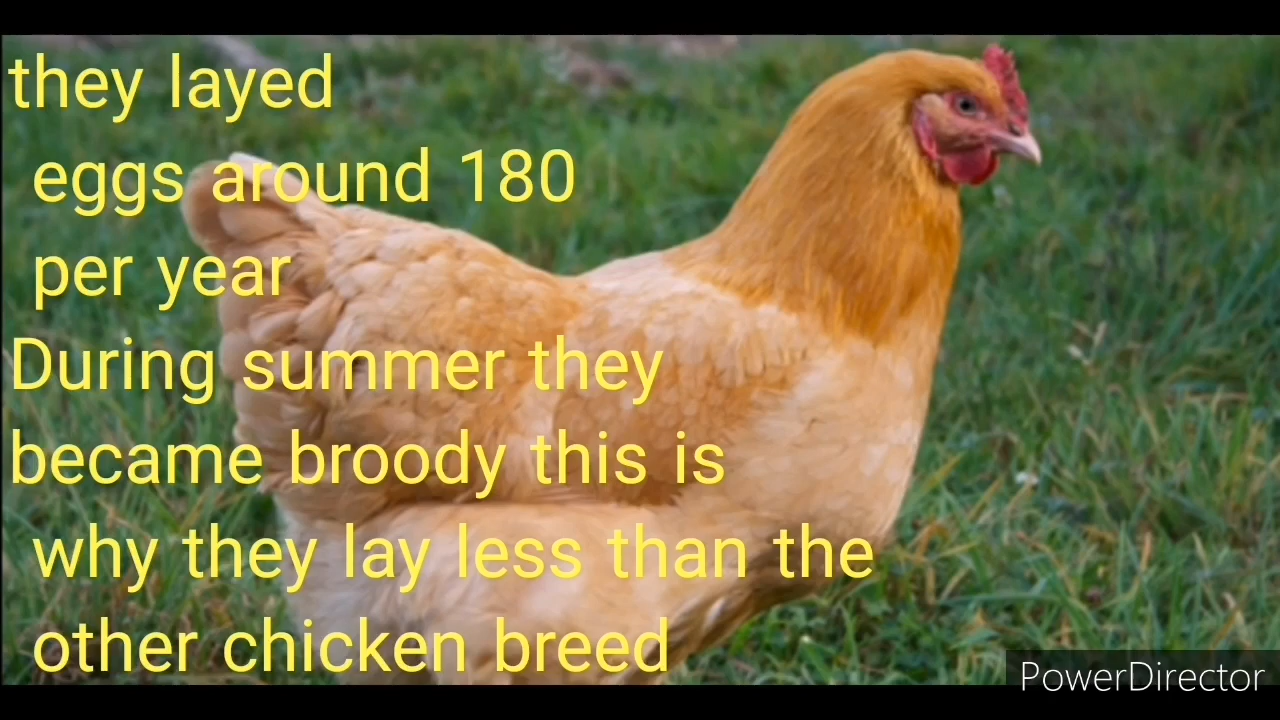 they layed
eggs around 180
per year
During summer they
became broody this is
why they lay less than the
other chicken breed
PowerDirector